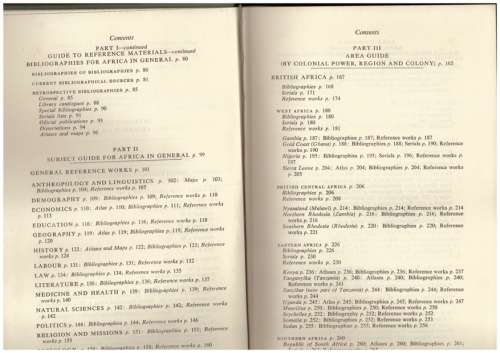 Contents
PART I—continued
GUIDE TO REFERENCE MATERIALS—continued
BIBLIOGRAPHIES FOR AFRICA IN GENERAL p. 80
BIBLIOGRAPHIES OF BIBLIOGRAPHIES p. 80
CURRENT BIBLIOGRAPHICAL SOURCES p. 81
RETROSPECTIVE BIBLIOGRAPHIES p. 85
General p. 85
Library catalogues p. 88
Special bibliographies p. 90
Serials lists p. 91
Official publications p. 93
Dissertations p. 94
Atlases and maps p. 96
PART II
SUBJECT GUIDE FOR AFRICA IN GENERAL p. 99
GENERAL REFERENCE WORKS p. 101
ANTHROPOLOGY AND LINGUISTICS p. 102: Maps p. 103;
Bibliographies p. 103; Reference works p. 107
DEMOGRAPHY p. 109: Bibliographies p. 109; Reference works p. 110
ECONOMICS p. 110: Atlas p. 110; Bibliographies p. 111; Reference works
p. 113
EDUCATION p. 116: Bibliographies p. 116; Reference works p. 118
GEOGRAPHY p. 119: Atlas p. 119; Bibliographies p. 119; Reference works
p. 120
HISTORY p. 122: Atlases and Maps p. 122; Bibliographies p. 123; Reference
works p. 128
LABOUR p. 131: Bibliographies p. 131; Reference works p. 132
LAW p. 134: Bibliographies p. 134; Reference works p. 135
LITERATURE p. 136: Bibliographies p. 136; Reference works p. 137
MEDICINE AND HEALTH p. 139: Bibliographies p. 139; Reference
works p. 140
NATURAL SCIENCES p. 142: Bibliographies p. 142; Reference works
p. 142
POLITICS p. 144: Bibliographies p. 144; Reference works p. 146
RELIGION AND MISSIONS p. 151: Bibliographies p. 151; Reference
Contents
PART III
AREA GUIDE
(BY COLONIAL POWER, REGION AND COLONY) p. 165
BRITISH AFRICA p. 167
Bibliographies p. 168
Serials p. 171
Reference works p. 174
WEST AFRICA p. 180
Bibliographies p. 180
Serials p. 180
Reference works p. 181
Gambia p. 187: Bibliographies p. 187; Reference works p. 187
Gold Coast (Ghana) p. 188: Bibliographies p. 188; Serials p. 190; Reference
works p. 190
Nigeria p. 195: Bibliographies p. 195; Serials p. 196; Reference works p.
197
Sierra Leone p. 204: Atlas p. 204; Bibliographies p. 204; Reference works
p. 205
BRITISH CENTRAL AFRICA p. 206
Bibliographies p. 206
Reference works p. 208
Nyasaland (Malawi) p. 214: Bibliographies p. 214; Reference works p. 214
Northern Rhodesia (Zambia) p. 216: Bibliographies p. 216; Reference works
p. 216
Southern Rhodesia (Rhodesia) p. 220: Bibliographies p. 220; Reference works
p. 221
EASTERN AFRICA p. 226
Bibliographies p. 226
Serials p. 230
Reference works p. 230
Kenya p. 236: Atlases p. 236; Bibliographies p. 236; Reference works p. 237
Tanganyika (Tanzania) p. 240: Atlases p. 240; Bibliographies p. 240;
Reference works p. 241
Zanzibar (now part of Tanzania) p. 244: Bibliographies p. 244; Reference
works p. 244
Uganda p. 245: Atlas p. 245; Bibliographies p. 245; Reference works p. 246
Mauritius p. 250: Bibliographies p. 250; Reference works p. 250
Seychelles p. 252: Bibliographies p. 252; Reference works p. 252
Somalia p. 253: Bibliographies p. 253; Reference works p. 253
Sudan p. 255: Bibliographies p. 255; Reference works p. 256
SOUTHERN AFRICA p. 260
Republic of South Africa p. 260: Atlases p. 260; Bibliographies p. 261;